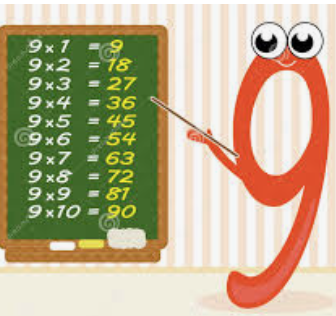 9 x 1 = 9
9 x 2 = 18
9 x 3 = 27
9 x 4 = 36
9 x 5 = 45
9 x 6 = 54
9 x 7 = 63
9 x 8 = 72
9 x 9 = 81
9 x 10 = 90
9